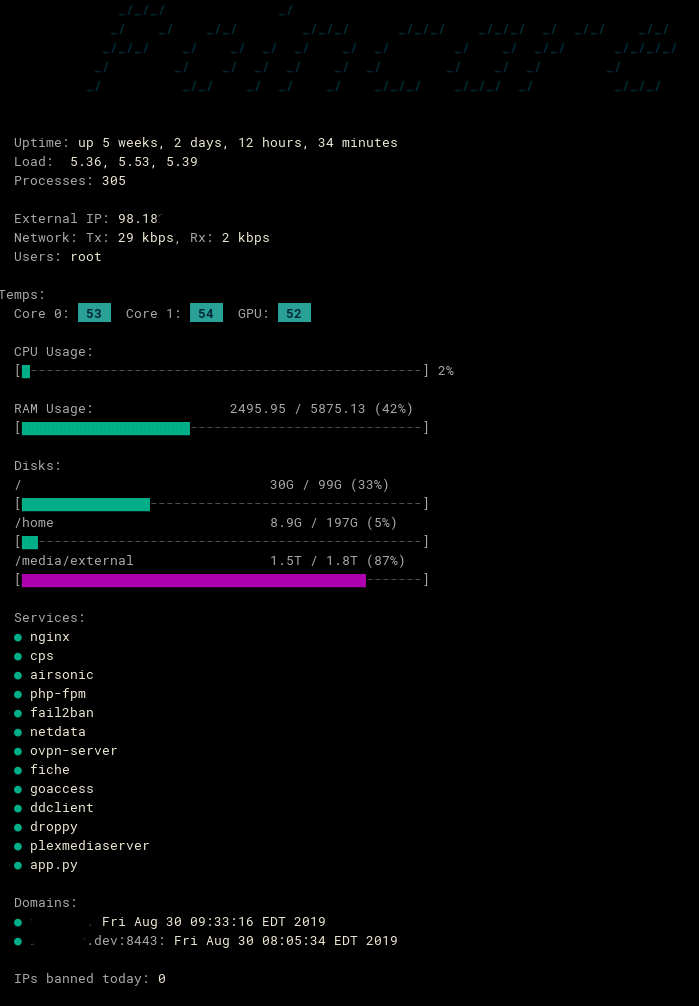 Uptime: up 5 weeks, 2 days, 12 hours, 34 minutes
Load:  5.36, 5.53, 5.39
Processes: 305
External IP: 98.18
Network: Tx: 29 kbps, Rx: 2 kbps
Users: root
Temps:
Core 0: 53 Core 1: 54 GPU: 52
CPU Usage:
[ ] 2%
RAM Usage: 2495.95 / 5875.13 (42%)
[ ]
Disks:
/ 30G / 99G (33%)
[ ]
/home 8.9G / 197G (5%)
[ ]
/media/external 1.5T / 1.8T (87%)
[ ]
Services:
● nginx
● cps
● airsonic
● php-fpm
● fail2ban
● netdata
● ovpn-server
● fiche
● goaccess
● ddclient
● droppy
● plexmediaserver
● app.py
Domains:
● Fri Aug 30 09:33:16 EDT 2019
● .dev:8443: Fri Aug 30 08:05:34 EDT 2019
IPs banned today: 0